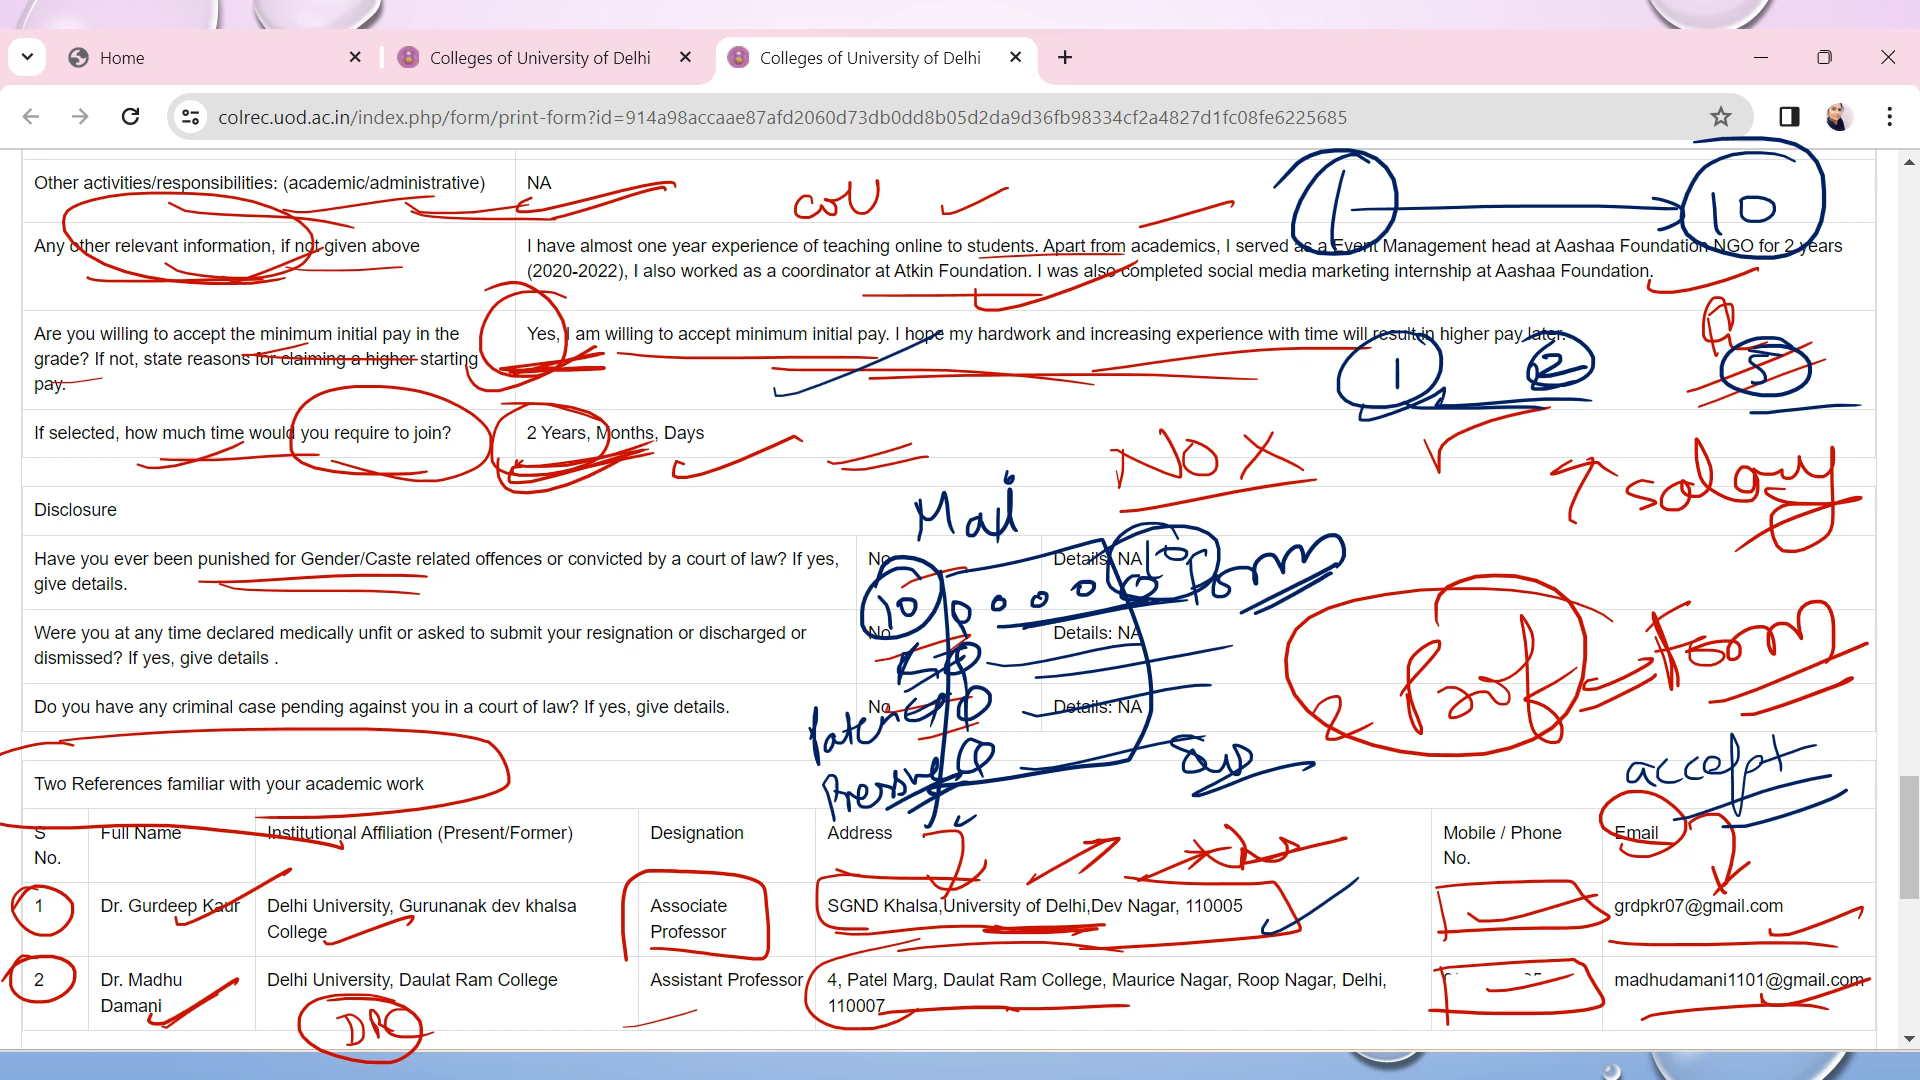 Home
Colleges of University of Delhi
Colleges of University of Delhi
colrec.uod.ac.in/index.php/form/print-form?id=914a98accaae87afd2060d73db0dd8b05d2da9d36fb98334cf2a4827d1fc08fe6225685
Other activities/responsibilities: (academic/administrative) NA
1 10
Any other relevant information, if not given above
I have almost one year experience of teaching online to students. Apart from academics, I served as a Event Management head at Aashaa Foundation NGO for 2 years
(2020-2022), I also worked as a coordinator at Atkin Foundation. I was also completed social media marketing internship at Aashaa Foundation.
Are you willing to accept the minimum initial pay in the
grade? If not, state reasons for claiming a higher starting
pay.
Yes, I am willing to accept minimum initial pay. I hope my hardwork and increasing experience with time will result in higher pay later.
1 2 5
If selected, how much time would you require to join? 2 Years, Months, Days
NO X
salary
Mail
Disclosure
Have you ever been punished for Gender/Caste related offences or convicted by a court of law? If yes,
give details.
No Details: NA
10 10 form
Were you at any time declared medically unfit or asked to submit your resignation or discharged or
dismissed? If yes, give details .
No Details: NA
2 Prof form
Do you have any criminal case pending against you in a court of law? If yes, give details.
No Details: NA
accept
Two References familiar with your academic work
S No.
Full Name
Institutional Affiliation (Present/Former)
Designation
Address
Mobile / Phone No.
Email
1
Dr. Gurdeep Kaur
Delhi University, Gurunanak dev khalsa College
Associate Professor
SGND Khalsa,University of Delhi,Dev Nagar, 110005
grdpkr07@gmail.com
2
Dr. Madhu Damani
Delhi University, Daulat Ram College
Assistant Professor
4, Patel Marg, Daulat Ram College, Maurice Nagar, Roop Nagar, Delhi,
110007
madhudamani1101@gmail.com
DRC